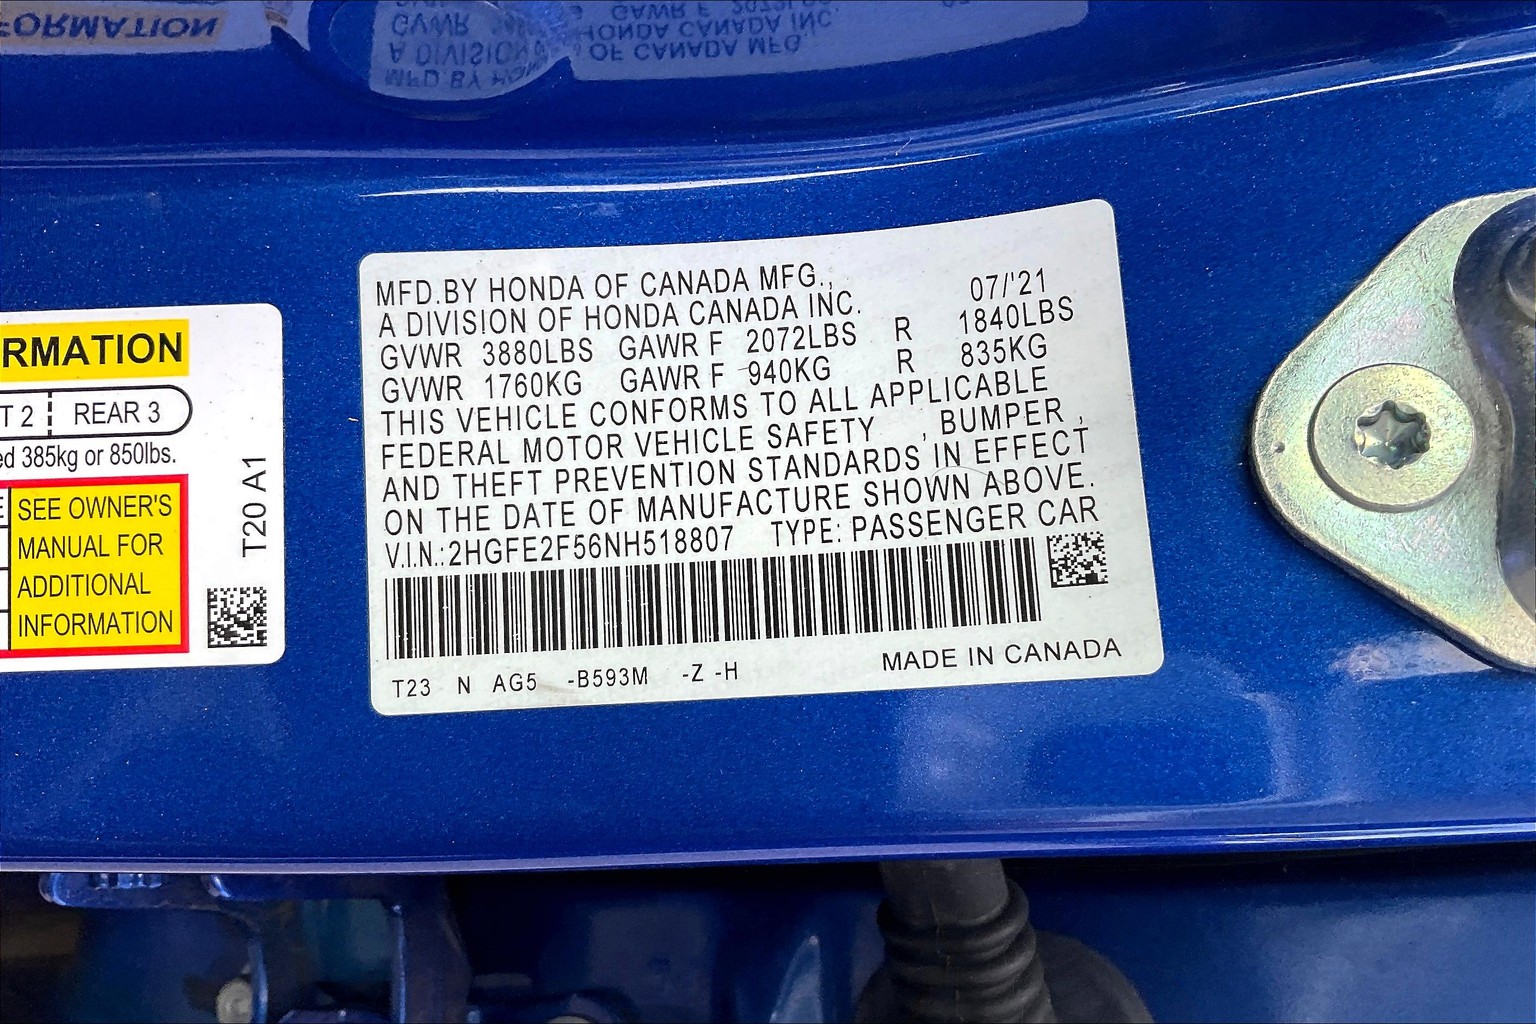 RMATION
T 2 REAR 3
ed 385kg or 850lbs.
SEE OWNER'S
MANUAL FOR
ADDITIONAL
INFORMATION
T20 A1
MFD.BY HONDA OF CANADA MFG., 07/'21
A DIVISION OF HONDA CANADA INC.
GVWR 3880LBS GAWR F 2072LBS R 1840LBS
GVWR 1760KG GAWR F 940KG R 835KG
THIS VEHICLE CONFORMS TO ALL APPLICABLE
FEDERAL MOTOR VEHICLE SAFETY , BUMPER ,
AND THEFT PREVENTION STANDARDS IN EFFECT
ON THE DATE OF MANUFACTURE SHOWN ABOVE.
V.I.N.:2HGFE2F56NH518807 TYPE: PASSENGER CAR
T23 N AG5 -B593M -Z -H MADE IN CANADA